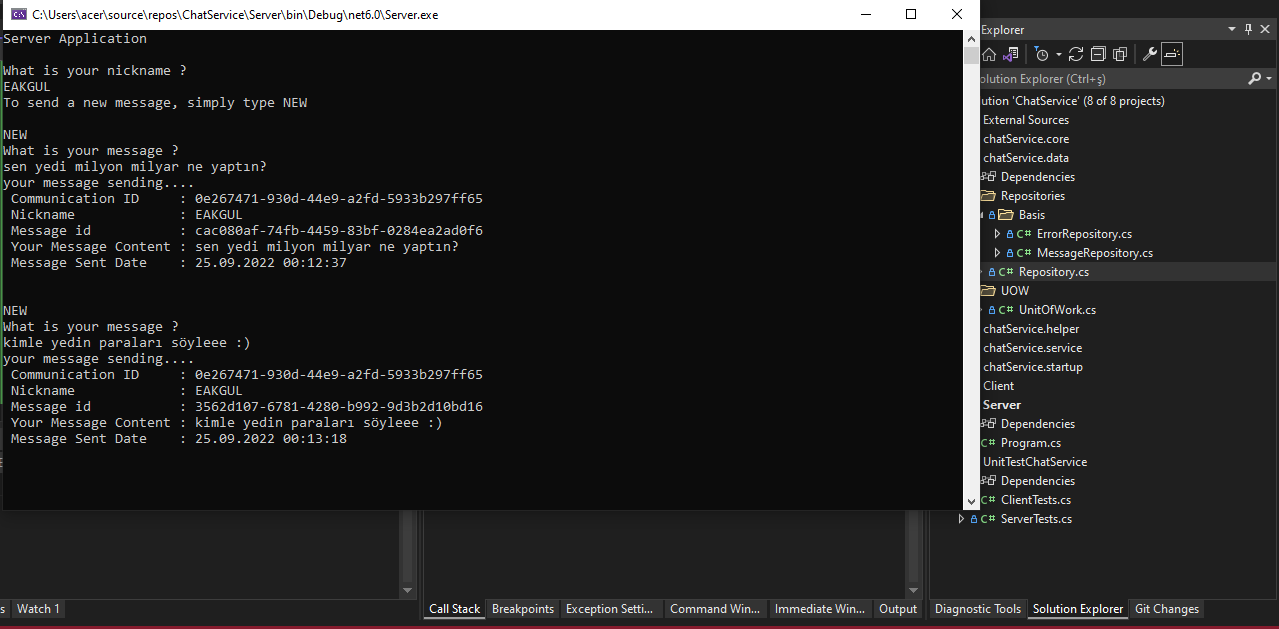 C:\Users\acer\source\repos\ChatService\Server\bin\Debug\net6.0\Server.exe
Server Application
What is your nickname ?
EAKGUL
To send a new message, simply type NEW
NEW
What is your message ?
sen yedi milyon milyar ne yaptın?
your message sending....
Communication ID : 0e267471-930d-44e9-a2fd-5933b297ff65
Nickname : EAKGUL
Message id : cac080af-74fb-4459-83bf-0284ea2ad0f6
Your Message Content : sen yedi milyon milyar ne yaptın?
Message Sent Date : 25.09.2022 00:12:37
NEW
What is your message ?
kimle yedin paraları söyleee :)
your message sending....
Communication ID : 0e267471-930d-44e9-a2fd-5933b297ff65
Nickname : EAKGUL
Message id : 3562d107-6781-4280-b992-9d3b2d10bd16
Your Message Content : kimle yedin paraları söyleee :)
Message Sent Date : 25.09.2022 00:13:18
Explorer
olution Explorer (Ctrl+ş)
ution 'ChatService' (8 of 8 projects)
External Sources
chatService.core
chatService.data
Dependencies
Repositories
Basis
C# ErrorRepository.cs
C# MessageRepository.cs
C# Repository.cs
UOW
C# UnitOfWork.cs
chatService.helper
chatService.service
chatService.startup
Client
Server
Dependencies
C# Program.cs
UnitTestChatService
Dependencies
C# ClientTests.cs
C# ServerTests.cs
s Watch 1 Call Stack Breakpoints Exception Setti... Command Win... Immediate Win... Output Diagnostic Tools Solution Explorer Git Changes